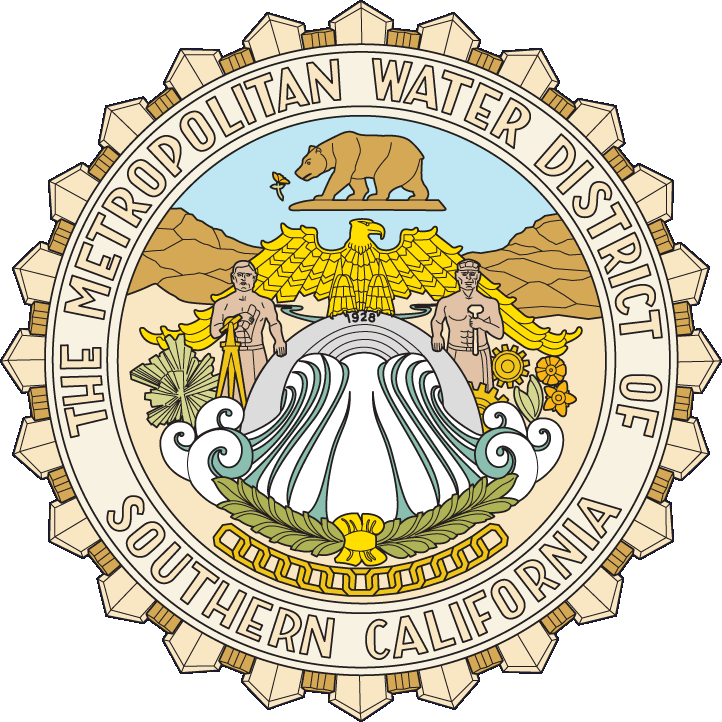 THE METROPOLITAN WATER DISTRICT OF
SOUTHERN CALIFORNIA
1928